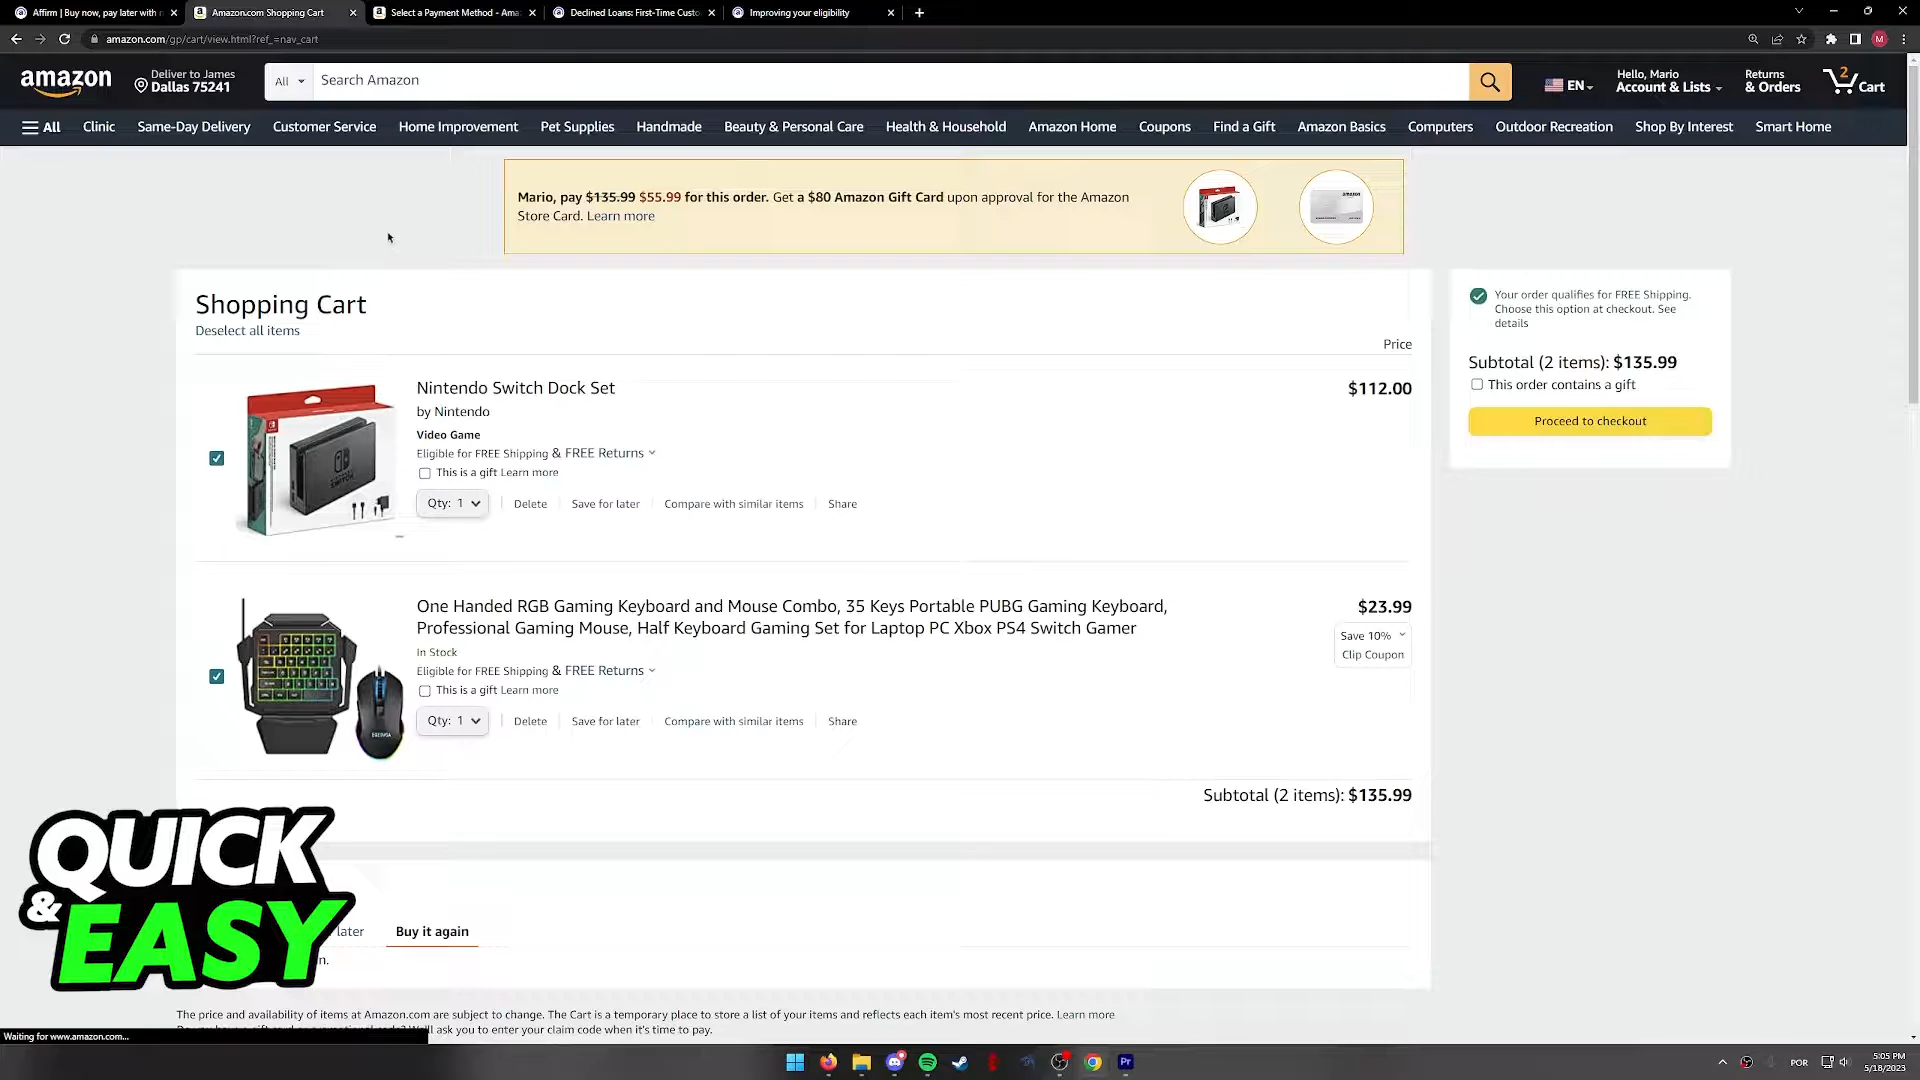 Affirm | Buy now, pay later with n
Amazon.com Shopping Cart
Select a Payment Method - Ama
Declined Loans: First-Time Custo
Improving your eligibility
amazon.com/gp/cart/view.html?ref_=nav_cart
M
amazon
Deliver to James
Dallas 75241
All
Search Amazon
EN
Hello, Mario
Account & Lists
Returns
& Orders
2
Cart
All
Clinic
Same-Day Delivery
Customer Service
Home Improvement
Pet Supplies
Handmade
Beauty & Personal Care
Health & Household
Amazon Home
Coupons
Find a Gift
Amazon Basics
Computers
Outdoor Recreation
Shop By Interest
Smart Home
Mario, pay $135.99 $55.99 for this order. Get a $80 Amazon Gift Card upon approval for the Amazon
Store Card. Learn more
amazon
Shopping Cart
Deselect all items
Price
Nintendo Switch Dock Set
$112.00
by Nintendo
Video Game
Eligible for FREE Shipping & FREE Returns
This is a gift Learn more
Qty: 1
Delete
Save for later
Compare with similar items
Share
One Handed RGB Gaming Keyboard and Mouse Combo, 35 Keys Portable PUBG Gaming Keyboard,
Professional Gaming Mouse, Half Keyboard Gaming Set for Laptop PC Xbox PS4 Switch Gamer
$23.99
Save 10%
Clip Coupon
In Stock
Eligible for FREE Shipping & FREE Returns
This is a gift Learn more
Qty: 1
Delete
Save for later
Compare with similar items
Share
Subtotal (2 items): $135.99
Your order qualifies for FREE Shipping.
Choose this option at checkout. See
details
Subtotal (2 items): $135.99
This order contains a gift
Proceed to checkout
QUICK
& EASY
later
Buy it again
n.
The price and availability of items at Amazon.com are subject to change. The Cart is a temporary place to store a list of your items and reflects each item's most recent price. Learn more
ll ask you to enter your claim code when it's time to pay.
Waiting for www.amazon.com...
Pr
POR
5:05 PM
5/18/2023